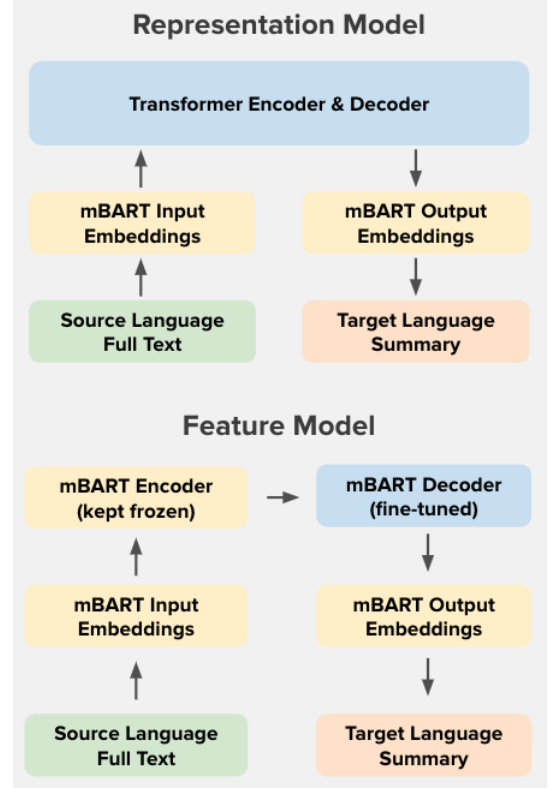 Representation Model
Transformer Encoder & Decoder
mBART Input
Embeddings
mBART Output
Embeddings
Source Language
Full Text
Target Language
Summary
Feature Model
mBART Encoder
(kept frozen)
mBART Decoder
(fine-tuned)
mBART Input
Embeddings
mBART Output
Embeddings
Source Language
Full Text
Target Language
Summary